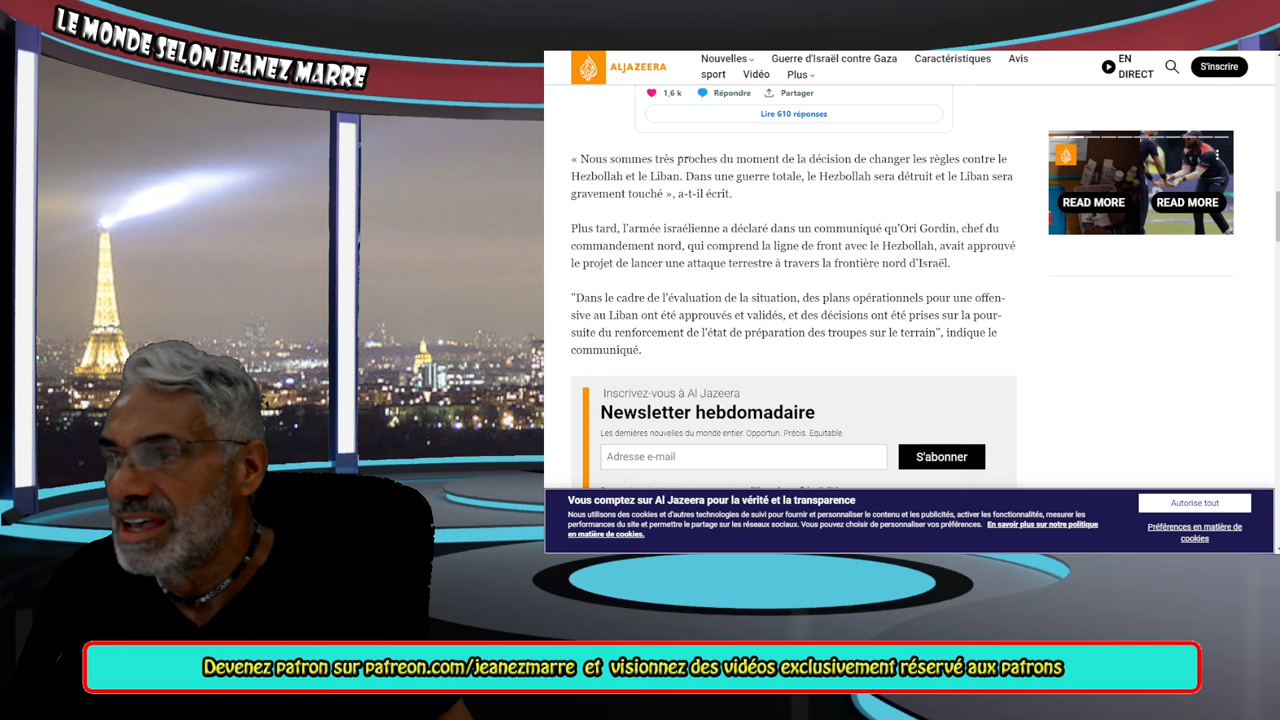 LE MONDE SELON JEANEZ MARRE
ALJAZEERA
Nouvelles
Guerre d'Israël contre Gaza
Caractéristiques
Avis
sport
Vidéo
Plus
EN
DIRECT
S'inscrire
1,6 k
Répondre
Partager
Lire 610 réponses
« Nous sommes très proches du moment de la décision de changer les règles contre le
Hezbollah et le Liban. Dans une guerre totale, le Hezbollah sera détruit et le Liban sera
gravement touché », a-t-il écrit.
Plus tard, l'armée israélienne a déclaré dans un communiqué qu'Ori Gordin, chef du
commandement nord, qui comprend la ligne de front avec le Hezbollah, avait approuvé
le projet de lancer une attaque terrestre à travers la frontière nord d'Israël.
"Dans le cadre de l'évaluation de la situation, des plans opérationnels pour une offen-
sive au Liban ont été approuvés et validés, et des décisions ont été prises sur la pour-
suite du renforcement de l'état de préparation des troupes sur le terrain", indique le
communiqué.
READ MORE
READ MORE
Inscrivez-vous à Al Jazeera
Newsletter hebdomadaire
Les dernières nouvelles du monde entier. Opportun. Précis. Equitable.
Adresse e-mail
S'abonner
Vous comptez sur Al Jazeera pour la vérité et la transparence
Nous utilisons des cookies et d'autres technologies de suivi pour fournir et personnaliser le contenu et les publicités, activer les fonctionnalités, mesurer les
performances du site et permettre le partage sur les réseaux sociaux. Vous pouvez choisir de personnaliser vos préférences. En savoir plus sur notre politique
en matière de cookies.
Autorise tout
Préférences en matière de
cookies
Devenez patron sur patreon.com/jeanezmarre et visionnez des vidéos exclusivement réservé aux patrons